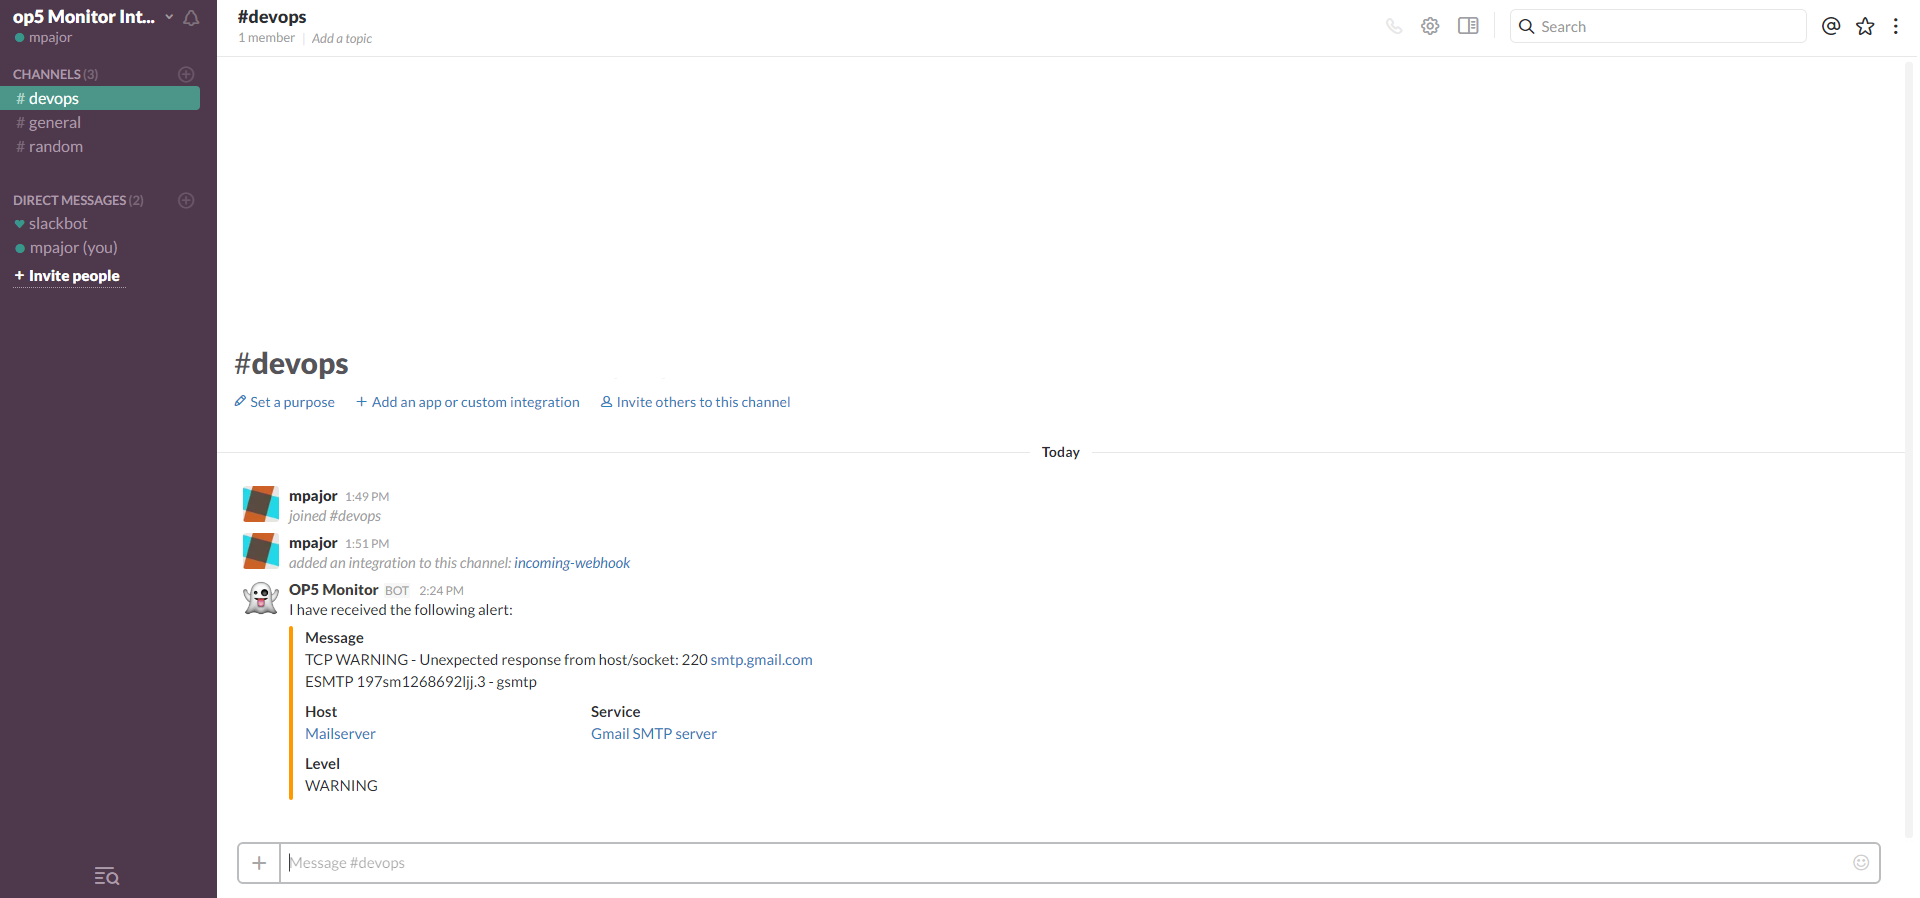 op5 Monitor Int...
mpajor
CHANNELS (3)
# devops
# general
# random
DIRECT MESSAGES (2)
slackbot
mpajor (you)
+ Invite people
#devops
1 member | Add a topic
Search
#devops
Set a purpose + Add an app or custom integration Invite others to this channel
Today
mpajor 1:49 PM
joined #devops
mpajor 1:51 PM
added an integration to this channel: incoming-webhook
OP5 Monitor BOT 2:24 PM
I have received the following alert:
Message
TCP WARNING - Unexpected response from host/socket: 220 smtp.gmail.com
ESMTP 197sm1268692ljj.3 - gsmtp
Host Service
Mailserver Gmail SMTP server
Level
WARNING
Message #devops